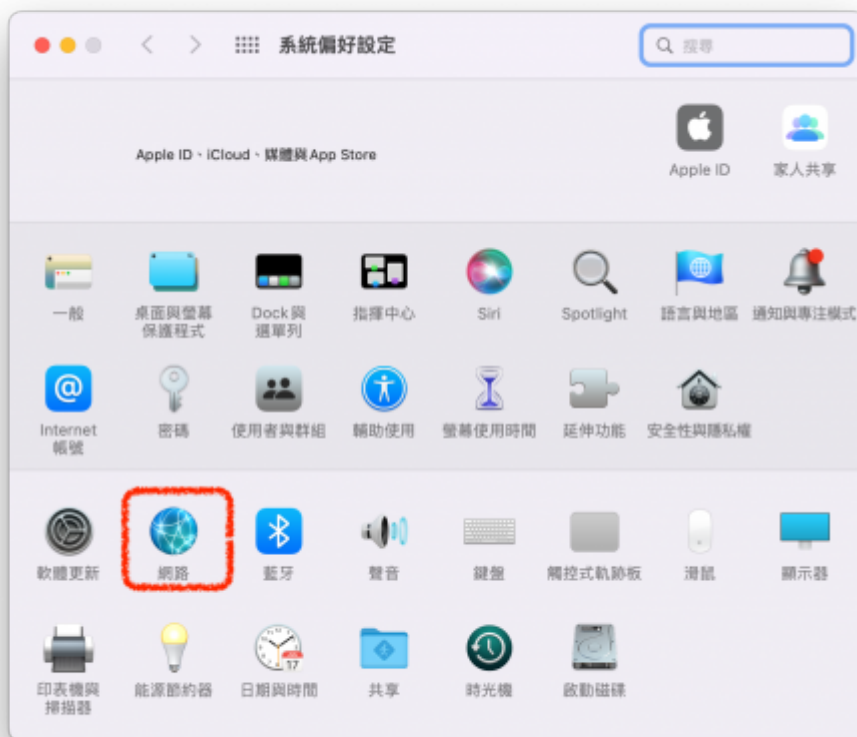 系統偏好設定
搜尋
Apple ID、iCloud、媒體與 App Store
Apple ID
家人共享
一般
桌面與螢幕
保護程式
Dock 與
選單列
指揮中心
Siri
Spotlight
語言與地區
通知與專注模式
Internet
帳號
密碼
使用者與群組
輔助使用
螢幕使用時間
延伸功能
安全性與隱私權
軟體更新
網路
藍牙
聲音
鍵盤
觸控式軌跡板
滑鼠
顯示器
印表機與
掃描器
能源節約器
17
日期與時間
共享
時光機
啟動磁碟